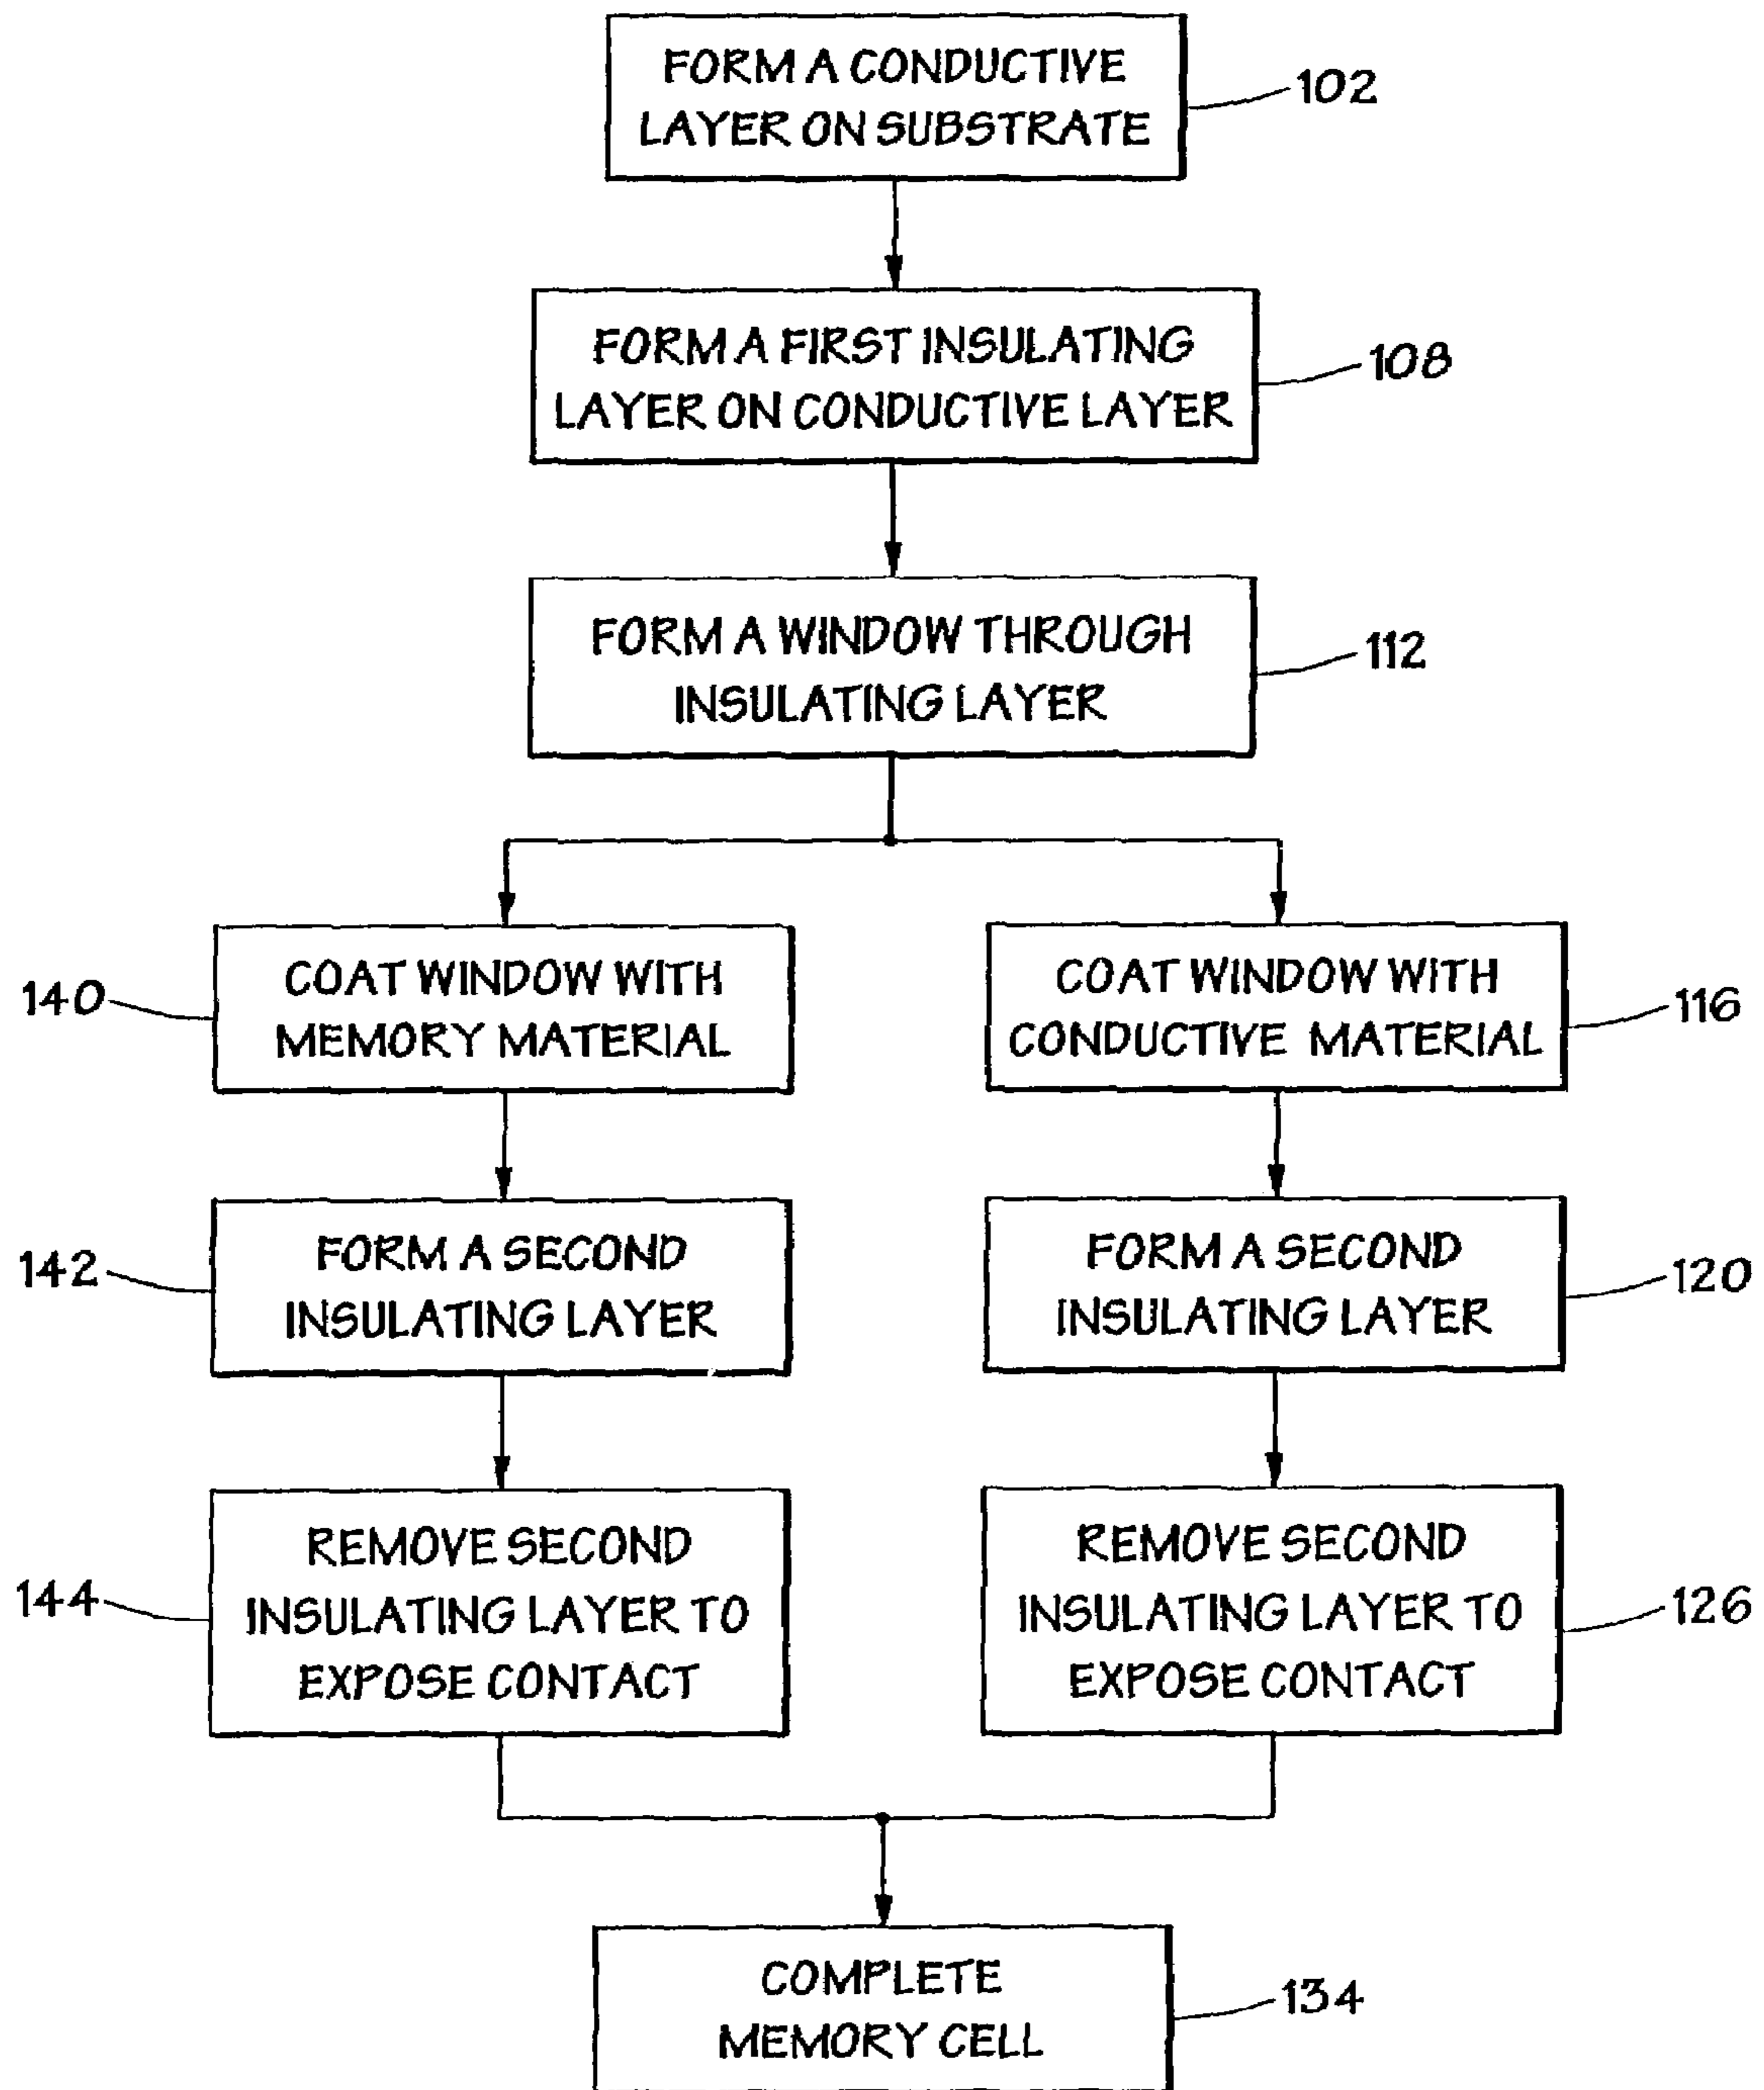 FORM A CONDUCTIVE
LAYER ON SUBSTRATE
102
FORM A FIRST INSULATING
LAYER ON CONDUCTIVE LAYER
108
FORM A WINDOW THROUGH
INSULATING LAYER
112
140
COAT WINDOW WITH
MEMORY MATERIAL
COAT WINDOW WITH
CONDUCTIVE MATERIAL
116
142
FORM A SECOND
INSULATING LAYER
FORM A SECOND
INSULATING LAYER
120
144
REMOVE SECOND
INSULATING LAYER TO
EXPOSE CONTACT
REMOVE SECOND
INSULATING LAYER TO
EXPOSE CONTACT
126
COMPLETE
MEMORY CELL
134